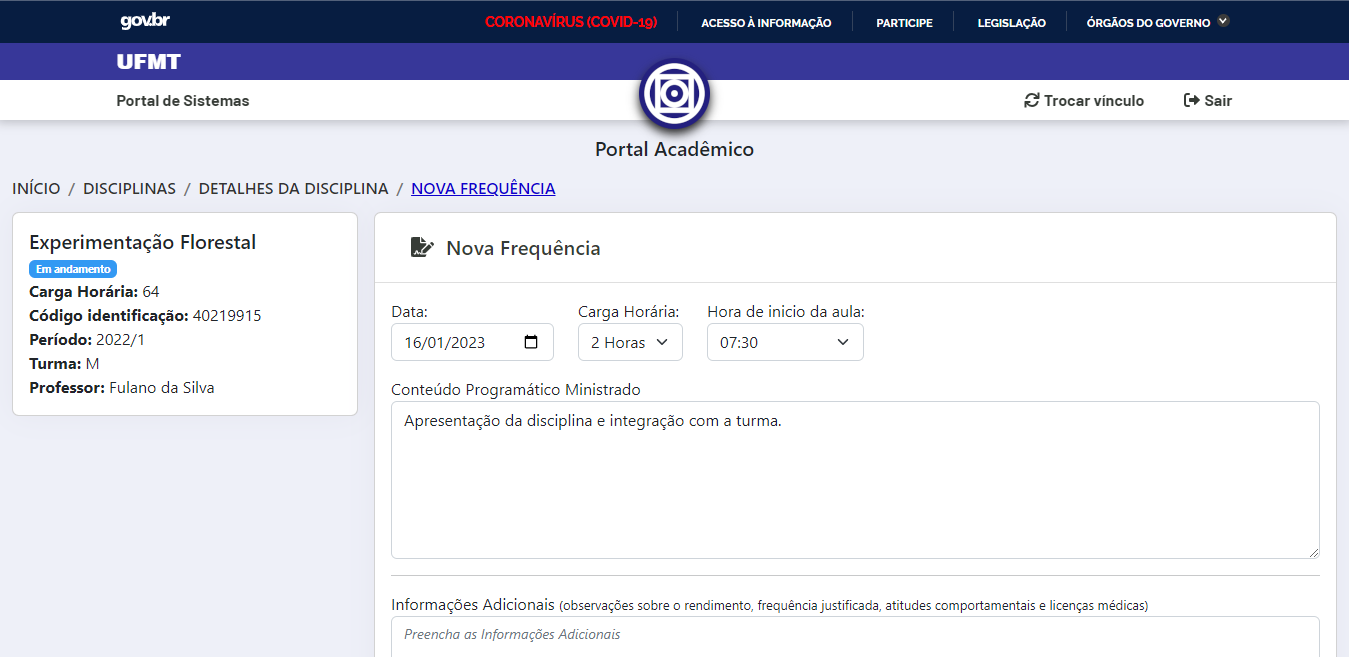 gov.br
CORONAVÍRUS (COVID-19)
ACESSO À INFORMAÇÃO
PARTICIPE
LEGISLAÇÃO
ÓRGÃOS DO GOVERNO
UFMT
Portal de Sistemas
Trocar vínculo
Sair
Portal Acadêmico
INÍCIO / DISCIPLINAS / DETALHES DA DISCIPLINA / NOVA FREQUÊNCIA
Experimentação Florestal
Em andamento
Carga Horária: 64
Código identificação: 40219915
Período: 2022/1
Turma: M
Professor: Fulano da Silva
Nova Frequência
Data:
Carga Horária:
Hora de inicio da aula:
16/01/2023
2 Horas
07:30
Conteúdo Programático Ministrado
Apresentação da disciplina e integração com a turma.
Informações Adicionais (observações sobre o rendimento, frequência justificada, atitudes comportamentais e licenças médicas)
Preencha as Informações Adicionais